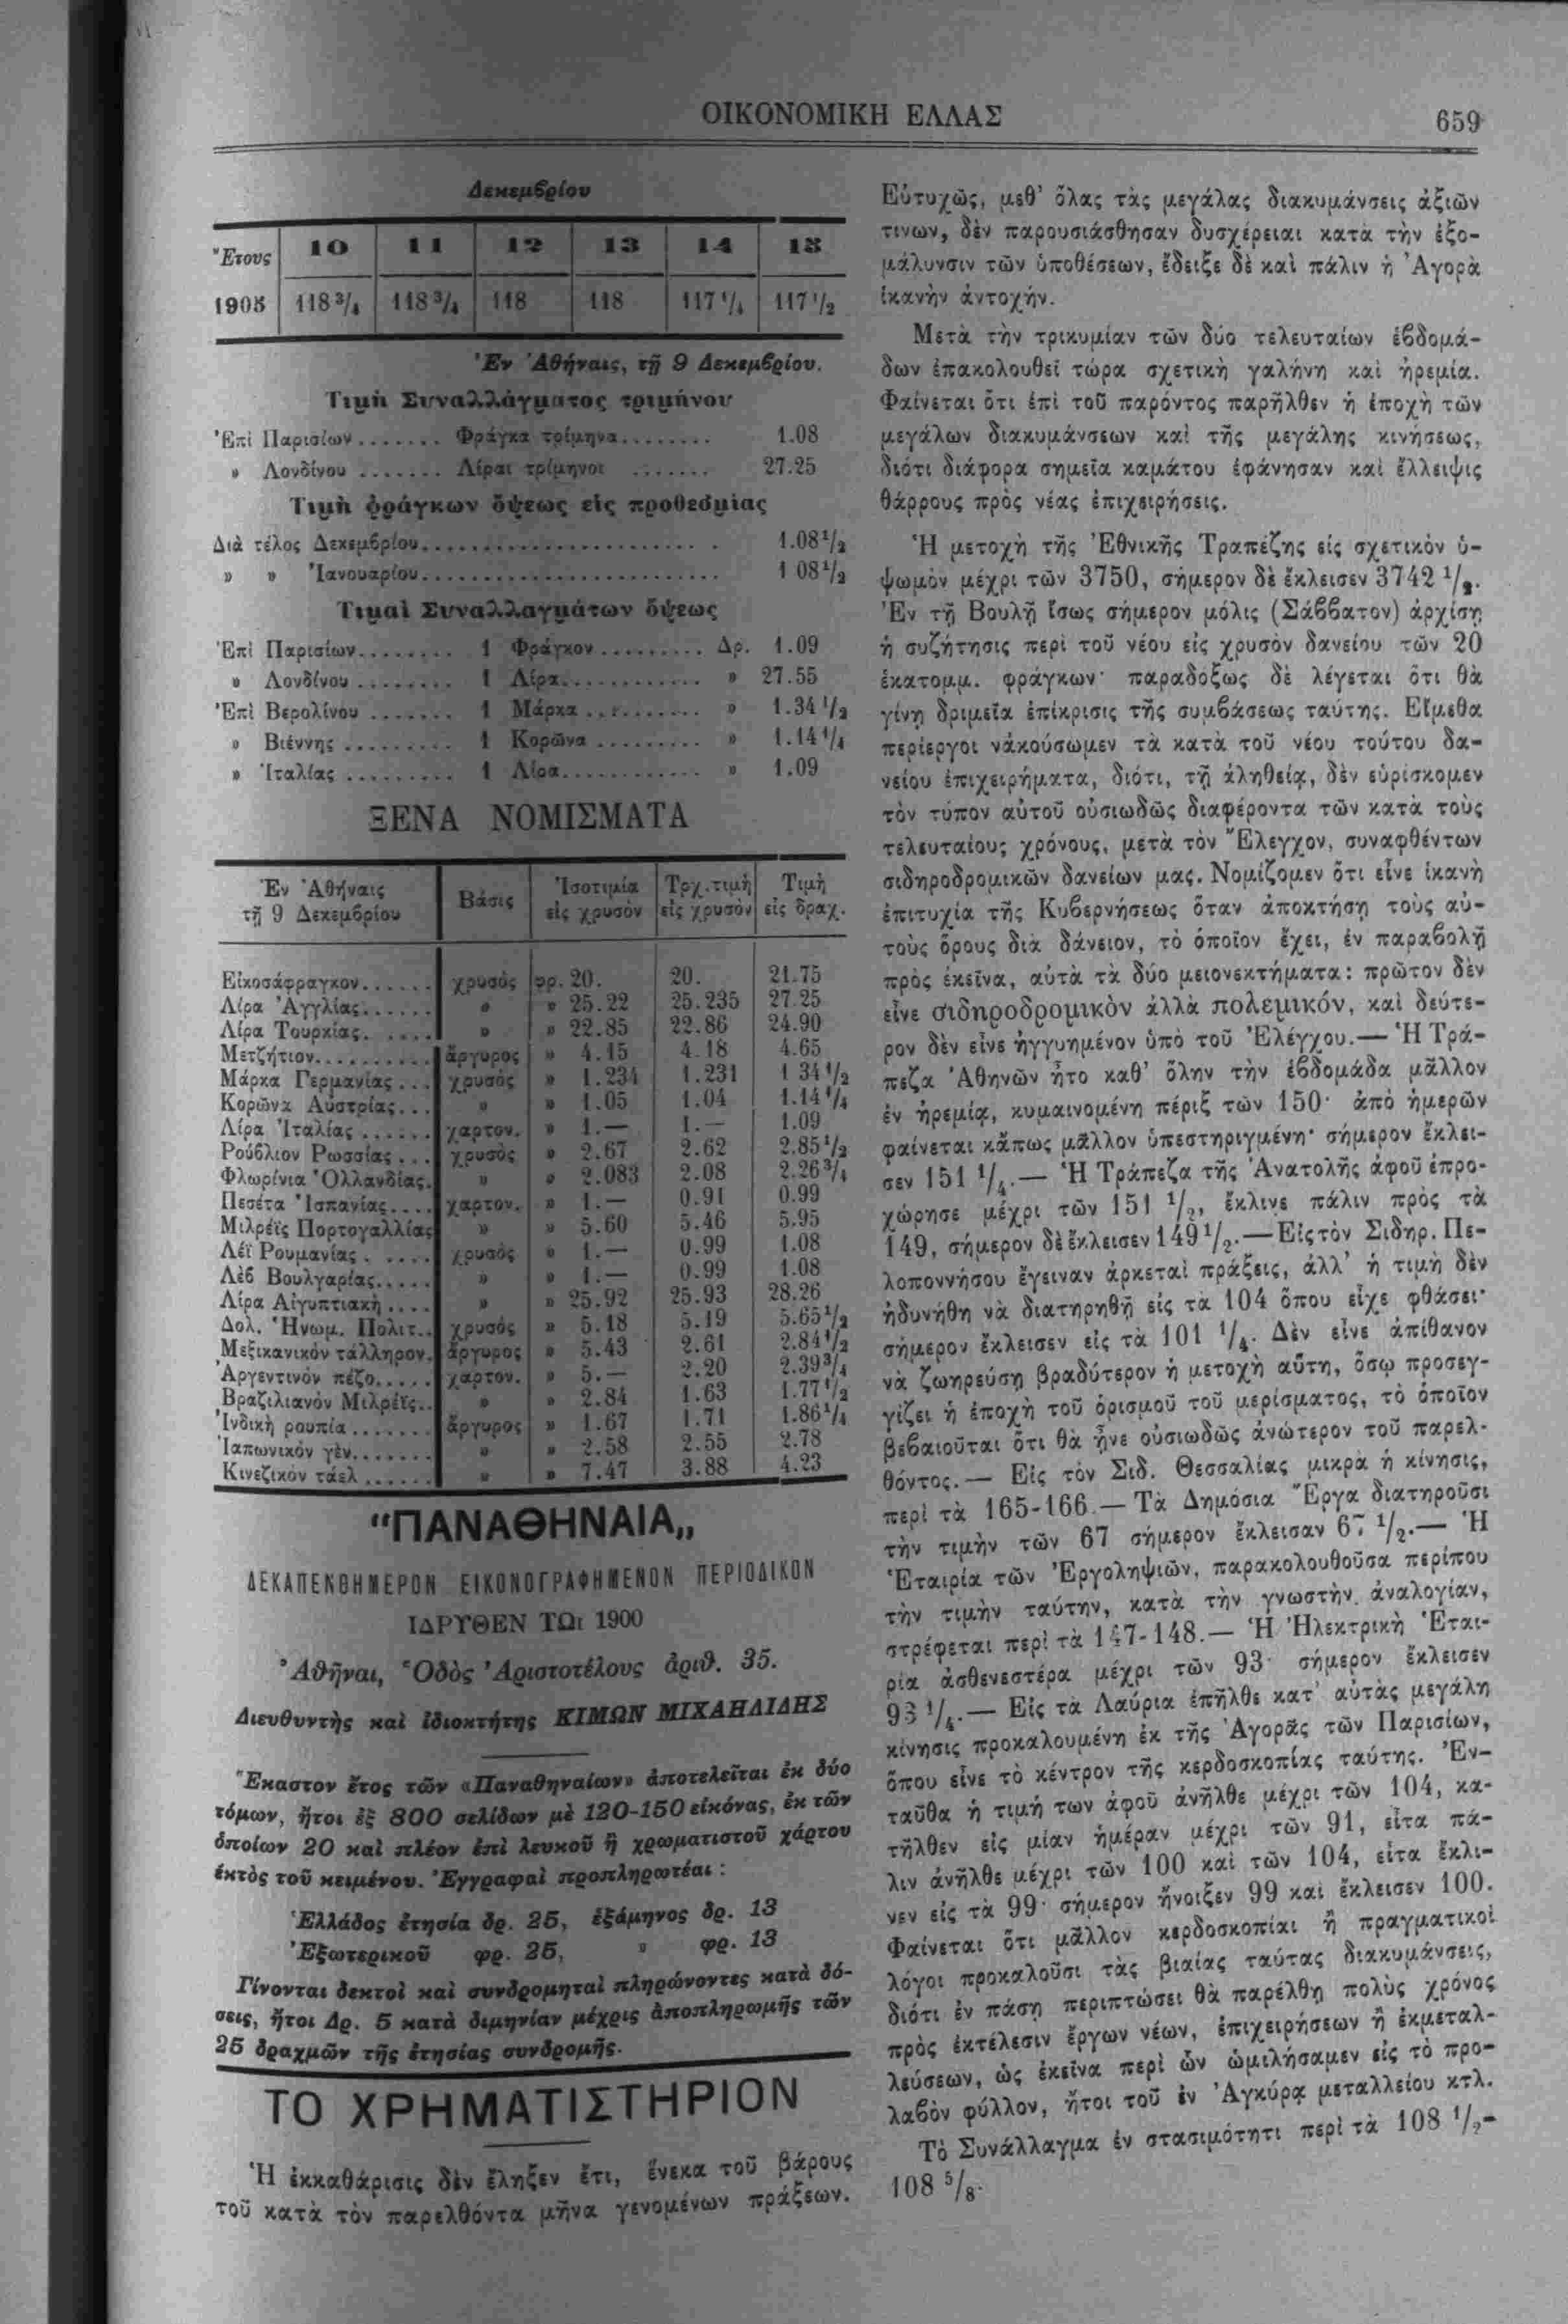 ΟΙΚΟΝΟΜΙΚΗ ΕΛΛΑΣ
659
Δεκεμβρίου
Ἔτους 10 11 12 13 14 15
1905 118 3/4 118 3/4 118 118 117 1/4 117 1/2
Ἐν Ἀθήναις, τῇ 9 Δεκεμβρίου.
Τιμὴ Συναλλάγματος τριμήνου
Ἐπὶ Παρισίων ....... Φράγκα τρίμηνα........ 1.08
» Λονδίνου ....... Λίραι τρίμηνοι ....... 27.25
Τιμὴ φράγκων ὄψεως εἰς προθεσμίας
Διὰ τέλος Δεκεμβρίου........................ 1.08 1/2
» » Ἰανουαρίου........................ 1 08 1/2
Τιμαὶ Συναλλαγμάτων ὄψεως
Ἐπὶ Παρισίων........ 1 Φράγκον......... Δρ. 1.09
» Λονδίνου ........ 1 Λίρα............ » 27.55
Ἐπὶ Βερολίνου ....... 1 Μάρκα .......... » 1.34 1/2
» Βιέννης ......... 1 Κορῶνα ......... » 1.14 1/4
» Ἰταλίας ......... 1 Λίρα............ » 1.09
ΞΕΝΑ ΝΟΜΙΣΜΑΤΑ
Ἐν Ἀθήναις τῇ 9 Δεκεμβρίου Βάσις Ἰσοτιμία εἰς χρυσὸν Τρχ. τιμὴ εἰς χρυσὸν Τιμὴ εἰς δραχ.
Εἰκοσάφραγκον...... χρυσὸς φρ. 20. 20. 21.75
Λίρα Ἀγγλίας...... » » 25.22 25.235 27 25
Λίρα Τουρκίας...... » » 22.85 22.86 24.90
Μετζήτιον.......... ἄργυρος » 4.15 4.18 4.65
Μάρκα Γερμανίας... χρυσὸς » 1.234 1.231 1 34 1/2
Κορῶνα Αὐστρίας... » » 1.05 1.04 1.14 1/4
Λίρα Ἰταλίας ...... χαρτον. » 1.— 1.— 1.09
Ρούβλιον Ρωσσίας ... χρυσὸς » 2.67 2.62 2.85 1/2
Φλωρίνια Ὁλλανδίας. » » 2.083 2.08 2.26 3/4
Πεσέτα Ἱσπανίας.... χαρτον. » 1.— 0.91 0.99
Μιλρέϊς Πορτογαλλίας » » 5.60 5.46 5.95
Λέϊ Ρουμανίας . .... χρυσὸς » 1.— 0.99 1.08
Λὲβ Βουλγαρίας..... » » 1.— 0.99 1.08
Λίρα Αἰγυπτιακὴ .... » » 25.92 25.93 28.26
Δολ. Ἡνωμ. Πολιτ.. χρυσὸς » 5.18 5.19 5.65 1/2
Μεξικανικὸν τάλληρον. ἄργυρος » 5.43 2.61 2.84 1/2
Ἀργεντινὸν πέζο..... χαρτον. » 5.— 2.20 2.39 3/4
Βραζιλιανὸν Μιλρέϊς.. » » 2.84 1.63 1.77 1/2
Ἰνδικὴ ρουπία....... ἄργυρος » 1.67 1.71 1.86 1/4
Ἰαπωνικὸν γὲν....... » » 2.58 2.55 2.78
Κινεζικὸν τάελ ...... » » 7.47 3.88 4.23
“ΠΑΝΑΘΗΝΑΙΑ„
ΔΕΚΑΠΕΝΘΗΜΕΡΟΝ ΕΙΚΟΝΟΓΡΑΦΗΜΕΝΟΝ ΠΕΡΙΟΔΙΚΟΝ
ΙΔΡΥΘΕΝ ΤΩι 1900
Ἀθῆναι, Ὁδὸς Ἀριστοτέλους ἀριθ. 35.
Διευθυντὴς καὶ ἰδιοκτήτης ΚΙΜΩΝ ΜΙΧΑΗΛΙΔΗΣ
Ἕκαστον ἔτος τῶν «Παναθηναίων» ἀποτελεῖται ἐκ δύο
τόμων, ἤτοι ἐξ 800 σελίδων μὲ 120-150 εἰκόνας, ἐκ τῶν
ὁποίων 20 καὶ πλέον ἐπὶ λευκοῦ ἢ χρωματιστοῦ χάρτου
ἐκτὸς τοῦ κειμένου. Ἐγγραφαὶ προπληρωτέαι :
Ἑλλάδος ἐτησία δρ. 25, ἑξάμηνος δρ. 13
Ἐξωτερικοῦ φρ. 25, » φρ. 13
Γίνονται δεκτοὶ καὶ συνδρομηταὶ πληρώνοντες κατὰ δό-
σεις, ἤτοι Δρ. 5 κατὰ διμηνίαν μέχρις ἀποπληρωμῆς τῶν
25 δραχμῶν τῆς ἐτησίας συνδρομῆς.
ΤΟ ΧΡΗΜΑΤΙΣΤΗΡΙΟΝ
Ἡ ἐκκαθάρισις δὲν ἔληξεν ἔτι, ἕνεκα τοῦ βάρους
τοῦ κατὰ τὸν παρελθόντα μῆνα γενομένων πράξεων.
Εὐτυχῶς, μεθ’ ὅλας τὰς μεγάλας διακυμάνσεις ἀξιῶν
τινων, δὲν παρουσιάσθησαν δυσχέρειαι κατὰ τὴν ἐξο-
μάλυνσιν τῶν ὑποθέσεων, ἔδειξε δὲ καὶ πάλιν ἡ Ἀγορὰ
ἱκανὴν ἀντοχήν.
Μετὰ τὴν τρικυμίαν τῶν δύο τελευταίων ἑβδομά-
δων ἐπακολουθεῖ τώρα σχετικὴ γαλήνη καὶ ἠρεμία.
Φαίνεται ὅτι ἐπὶ τοῦ παρόντος παρῆλθεν ἡ ἐποχὴ τῶν
μεγάλων διακυμάνσεων καὶ τῆς μεγάλης κινήσεως,
διότι διάφορα σημεῖα καμάτου ἐφάνησαν καὶ ἔλλειψις
θάρρους πρὸς νέας ἐπιχειρήσεις.
Ἡ μετοχὴ τῆς Ἐθνικῆς Τραπέζης εἰς σχετικὸν ὑ-
ψωμὸν μέχρι τῶν 3750, σήμερον δὲ ἔκλεισεν 3742 1/2.
Ἐν τῇ Βουλῇ ἴσως σήμερον μόλις (Σάββατον) ἀρχίσῃ
ἡ συζήτησις περὶ τοῦ νέου εἰς χρυσὸν δανείου τῶν 20
ἑκατομμ. φράγκων· παραδόξως δὲ λέγεται ὅτι θὰ
γίνῃ δριμεῖα ἐπίκρισις τῆς συμβάσεως ταύτης. Εἴμεθα
περίεργοι νἀκούσωμεν τὰ κατὰ τοῦ νέου τούτου δα-
νείου ἐπιχειρήματα, διότι, τῇ ἀληθείᾳ, δὲν εὑρίσκομεν
τὸν τύπον αὐτοῦ οὐσιωδῶς διαφέροντα τῶν κατὰ τοὺς
τελευταίους χρόνους, μετὰ τὸν Ἔλεγχον, συναφθέντων
σιδηροδρομικῶν δανείων μας. Νομίζομεν ὅτι εἶνε ἱκανὴ
ἐπιτυχία τῆς Κυβερνήσεως ὅταν ἀποκτήσῃ τοὺς αὐ-
τοὺς ὅρους διὰ δάνειον, τὸ ὁποῖον ἔχει, ἐν παραβολῇ
πρὸς ἐκεῖνα, αὐτὰ τὰ δύο μειονεκτήματα: πρῶτον δὲν
εἶνε σιδηροδρομικὸν ἀλλὰ πολεμικόν, καὶ δεύτε-
ρον δὲν εἶνε ἠγγυημένον ὑπὸ τοῦ Ἐλέγχου.— Ἡ Τρά-
πεζα Ἀθηνῶν ἦτο καθ’ ὅλην τὴν ἑβδομάδα μᾶλλον
ἐν ἠρεμίᾳ, κυμαινομένη πέριξ τῶν 150· ἀπὸ ἡμερῶν
φαίνεται κἄπως μᾶλλον ὑπεστηριγμένη· σήμερον ἔκλει-
σεν 151 1/4.— Ἡ Τράπεζα τῆς Ἀνατολῆς ἀφοῦ ἐπρο-
χώρησε μέχρι τῶν 151 1/2, ἔκλινε πάλιν πρὸς τὰ
149, σήμερον δὲ ἔκλεισεν 149 1/2.— Εἰς τὸν Σιδηρ. Πε-
λοποννήσου ἔγειναν ἀρκεταὶ πράξεις, ἀλλ’ ἡ τιμὴ δὲν
ἠδυνήθη νὰ διατηρηθῇ εἰς τὰ 104 ὅπου εἶχε φθάσει·
σήμερον ἔκλεισεν εἰς τὰ 101 1/4. Δὲν εἶνε ἀπίθανον
νὰ ζωηρεύσῃ βραδύτερον ἡ μετοχὴ αὕτη, ὅσῳ προσεγ-
γίζει ἡ ἐποχὴ τοῦ ὁρισμοῦ τοῦ μερίσματος, τὸ ὁποῖον
βεβαιοῦται ὅτι θὰ ἦνε οὐσιωδῶς ἀνώτερον τοῦ παρελ-
θόντος.— Εἰς τὸν Σιδ. Θεσσαλίας μικρὰ ἡ κίνησις,
περὶ τὰ 165-166.— Τὰ Δημόσια Ἔργα διατηροῦσι
τὴν τιμὴν τῶν 67 σήμερον ἔκλεισαν 67 1/2.— Ἡ
Ἑταιρία τῶν Ἐργοληψιῶν, παρακολουθοῦσα περίπου
τὴν τιμὴν ταύτην, κατὰ τὴν γνωστὴν ἀναλογίαν,
στρέφεται περὶ τὰ 147-148.— Ἡ Ἠλεκτρικὴ Ἑται-
ρία ἀσθενεστέρα μέχρι τῶν 93· σήμερον ἔκλεισεν
93 1/4.— Εἰς τὰ Λαύρια ἐπῆλθε κατ’ αὐτὰς μεγάλη
κίνησις προκαλουμένη ἐκ τῆς Ἀγορᾶς τῶν Παρισίων,
ὅπου εἶνε τὸ κέντρον τῆς κερδοσκοπίας ταύτης. Ἐν-
ταῦθα ἡ τιμή των ἀφοῦ ἀνῆλθε μέχρι τῶν 104, κα-
τῆλθεν εἰς μίαν ἡμέραν μέχρι τῶν 91, εἶτα πά-
λιν ἀνῆλθε μέχρι τῶν 100 καὶ τῶν 104, εἶτα ἔκλι-
νεν εἰς τὰ 99· σήμερον ἤνοιξεν 99 καὶ ἔκλεισεν 100.
Φαίνεται ὅτι μᾶλλον κερδοσκοπίαι ἢ πραγματικοὶ
λόγοι προκαλοῦσι τὰς βιαίας ταύτας διακυμάνσεις,
διότι ἐν πάσῃ περιπτώσει θὰ παρέλθῃ πολὺς χρόνος
πρὸς ἐκτέλεσιν ἔργων νέων, ἐπιχειρήσεων ἢ ἐκμεταλ-
λεύσεων, ὡς ἐκεῖνα περὶ ὧν ὡμιλήσαμεν εἰς τὸ προ-
λαβὸν φύλλον, ἤτοι τοῦ ἐν Ἀγκύρᾳ μεταλλείου κτλ.
Τὸ Συνάλλαγμα ἐν στασιμότητι περὶ τὰ 108 1/2-
108 5/8.